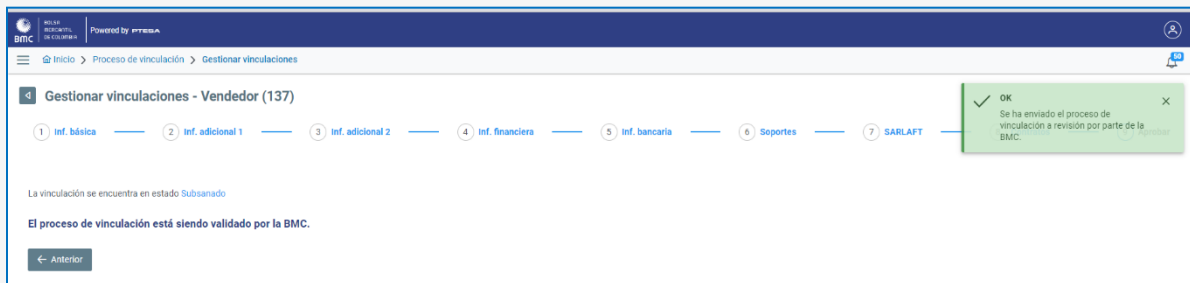 BMC
BOLSA
MERCANTIL
DE COLOMBIA
Powered by PTESA
Inicio > Proceso de vinculación > Gestionar vinculaciones
50
Gestionar vinculaciones - Vendedor (137)
1 Inf. básica
2 Inf. adicional 1
3 Inf. adicional 2
4 Inf. financiera
5 Inf. bancaria
6 Soportes
7 SARLAFT
Aprobar
OK
Se ha enviado el proceso de
vinculación a revisión por parte de la
BMC.
La vinculación se encuentra en estado Subsanado
El proceso de vinculación está siendo validado por la BMC.
← Anterior